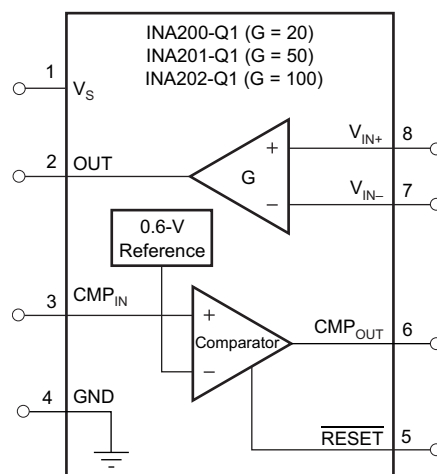 INA200-Q1 (G = 20)
INA201-Q1 (G = 50)
INA202-Q1 (G = 100)
1
V_S
2
OUT
+
G
−
V_IN+
8
V_IN−
7
0.6-V
Reference
3
CMP_IN
+
Comparator
−
CMP_OUT
6
4
GND
RESET
5